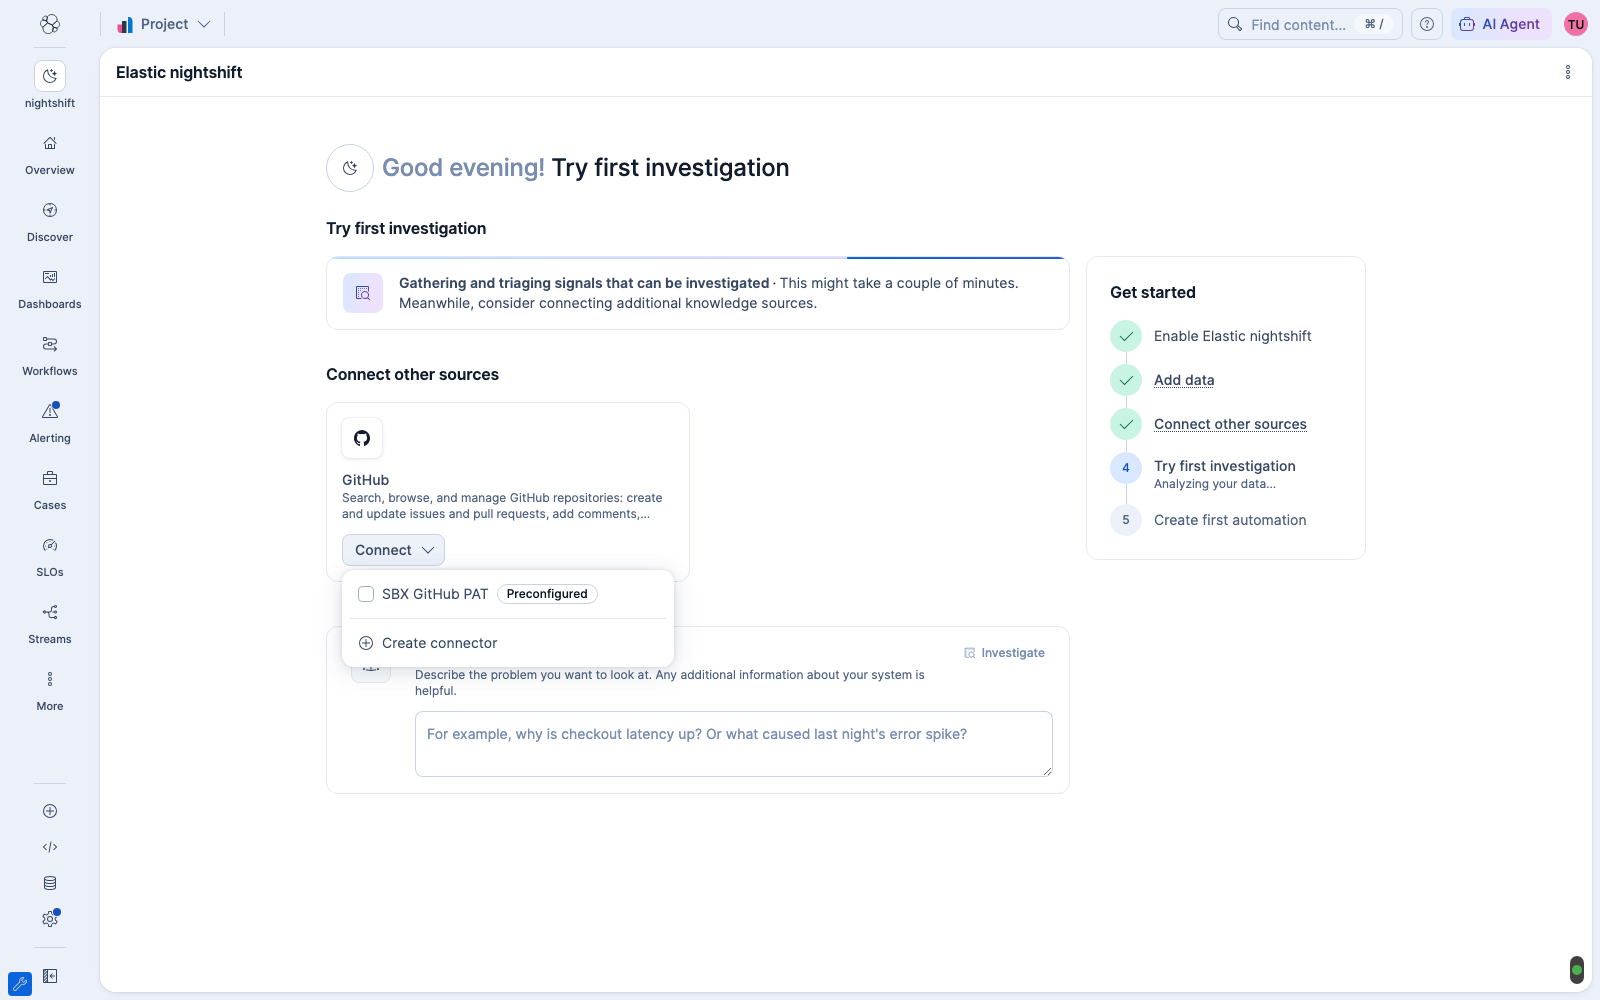 Project
Find content...
⌘ /
AI Agent
TU
nightshift
Overview
Discover
Dashboards
Workflows
Alerting
Cases
SLOs
Streams
More
Elastic nightshift
Good evening! Try first investigation
Try first investigation
Gathering and triaging signals that can be investigated · This might take a couple of minutes.
Meanwhile, consider connecting additional knowledge sources.
Connect other sources
GitHub
Search, browse, and manage GitHub repositories: create
and update issues and pull requests, add comments,...
Connect
SBX GitHub PAT Preconfigured
Create connector
Investigate
Describe the problem you want to look at. Any additional information about your system is
helpful.
For example, why is checkout latency up? Or what caused last night's error spike?
Get started
Enable Elastic nightshift
Add data
Connect other sources
4 Try first investigation
Analyzing your data...
5 Create first automation